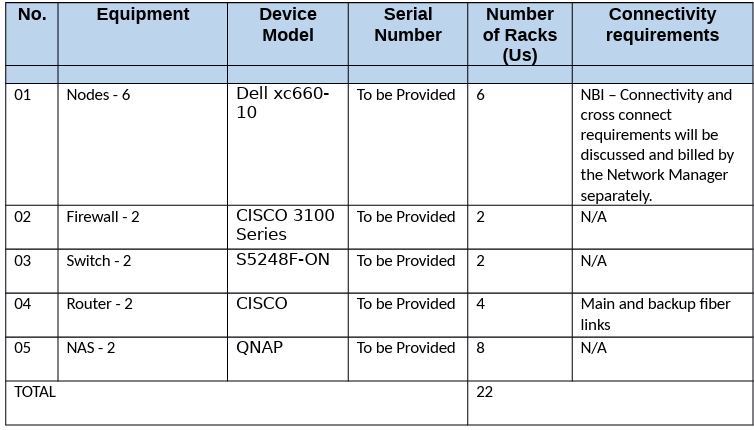 No. Equipment Device Model Serial Number Number of Racks (Us) Connectivity requirements
01 Nodes - 6 Dell xc660-10 To be Provided 6 NBI – Connectivity and cross connect requirements will be discussed and billed by the Network Manager separately.
02 Firewall - 2 CISCO 3100 Series To be Provided 2 N/A
03 Switch - 2 S5248F-ON To be Provided 2 N/A
04 Router - 2 CISCO To be Provided 4 Main and backup fiber links
05 NAS - 2 QNAP To be Provided 8 N/A
TOTAL 22